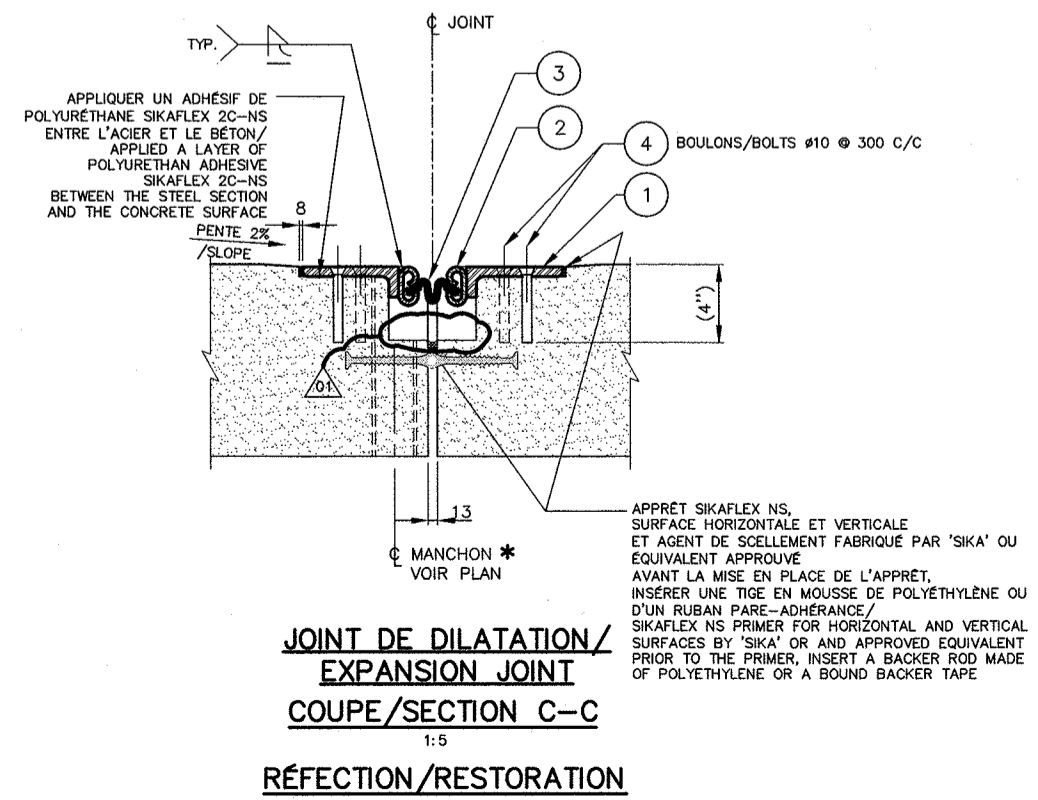 ℄ JOINT
TYP.
3
APPLIQUER UN ADHÉSIF DE
POLYURÉTHANE SIKAFLEX 2C-NS
ENTRE L'ACIER ET LE BÉTON/
APPLIED A LAYER OF
POLYURETHAN ADHESIVE
SIKAFLEX 2C-NS
BETWEEN THE STEEL SECTION
AND THE CONCRETE SURFACE
2
4 BOULONS/BOLTS ø10 @ 300 C/C
1
8
PENTE 2%
/SLOPE
(4")
01
13
℄ MANCHON *
VOIR PLAN
APPRÊT SIKAFLEX NS,
SURFACE HORIZONTALE ET VERTICALE
ET AGENT DE SCELLEMENT FABRIQUÉ PAR 'SIKA' OU
ÉQUIVALENT APPROUVÉ
AVANT LA MISE EN PLACE DE L'APPRÊT,
INSÉRER UNE TIGE EN MOUSSE DE POLYÉTHYLÈNE OU
D'UN RUBAN PARE-ADHÉRANCE/
SIKAFLEX NS PRIMER FOR HORIZONTAL AND VERTICAL
SURFACES BY 'SIKA' OR AND APPROVED EQUIVALENT
PRIOR TO THE PRIMER, INSERT A BACKER ROD MADE
OF POLYETHYLENE OR A BOUND BACKER TAPE
JOINT DE DILATATION/
EXPANSION JOINT
COUPE/SECTION C-C
1:5
RÉFECTION/RESTORATION